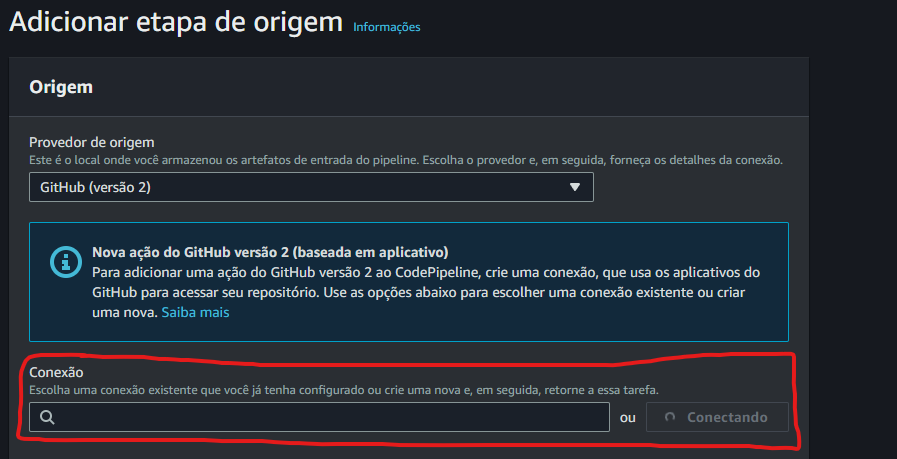 Adicionar etapa de origem Informações
Origem
Provedor de origem
Este é o local onde você armazenou os artefatos de entrada do pipeline. Escolha o provedor e, em seguida, forneça os detalhes da conexão.
GitHub (versão 2)
Nova ação do GitHub versão 2 (baseada em aplicativo)
Para adicionar uma ação do GitHub versão 2 ao CodePipeline, crie uma conexão, que usa os aplicativos do
GitHub para acessar seu repositório. Use as opções abaixo para escolher uma conexão existente ou criar
uma nova. Saiba mais
Conexão
Escolha uma conexão existente que você já tenha configurado ou crie uma nova e, em seguida, retorne a essa tarefa.
ou Conectando